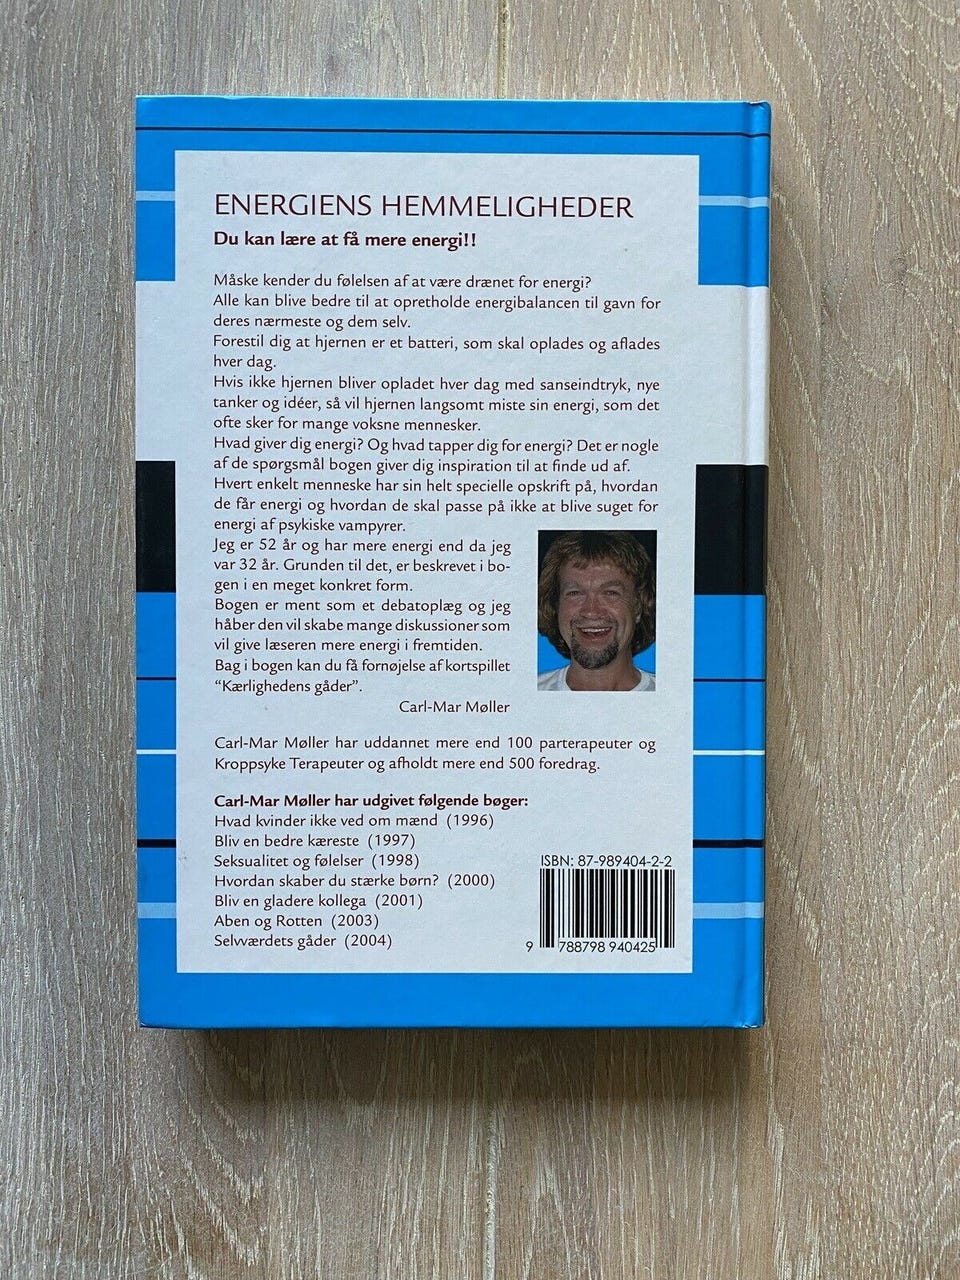 ENERGIENS HEMMELIGHEDER
Du kan lære at få mere energi!!
Måske kender du følelsen af at være drænet for energi?
Alle kan blive bedre til at opretholde energibalancen til gavn for
deres nærmeste og dem selv.
Forestil dig at hjernen er et batteri, som skal oplades og aflades
hver dag.
Hvis ikke hjernen bliver opladet hver dag med sanseindtryk, nye
tanker og idéer, så vil hjernen langsomt miste sin energi, som det
ofte sker for mange voksne mennesker.
Hvad giver dig energi? Og hvad tapper dig for energi? Det er nogle
af de spørgsmål bogen giver dig inspiration til at finde ud af.
Hvert enkelt menneske har sin helt specielle opskrift på, hvordan
de får energi og hvordan de skal passe på ikke at blive suget for
energi af psykiske vampyrer.
Jeg er 52 år og har mere energi end da jeg
var 32 år. Grunden til det, er beskrevet i bo-
gen i en meget konkret form.
Bogen er ment som et debatoplæg og jeg
håber den vil skabe mange diskussioner som
vil give læseren mere energi i fremtiden.
Bag i bogen kan du få fornøjelse af kortspillet
“Kærlighedens gåder”.
Carl-Mar Møller
Carl-Mar Møller har uddannet mere end 100 parterapeuter og
Kroppsyke Terapeuter og afholdt mere end 500 foredrag.
Carl-Mar Møller har udgivet følgende bøger:
Hvad kvinder ikke ved om mænd (1996)
Bliv en bedre kæreste (1997)
Seksualitet og følelser (1998)
Hvordan skaber du stærke børn? (2000)
Bliv en gladere kollega (2001)
Aben og Rotten (2003)
Selvværdets gåder (2004)
ISBN: 87-989404-2-2
9 788798 940425